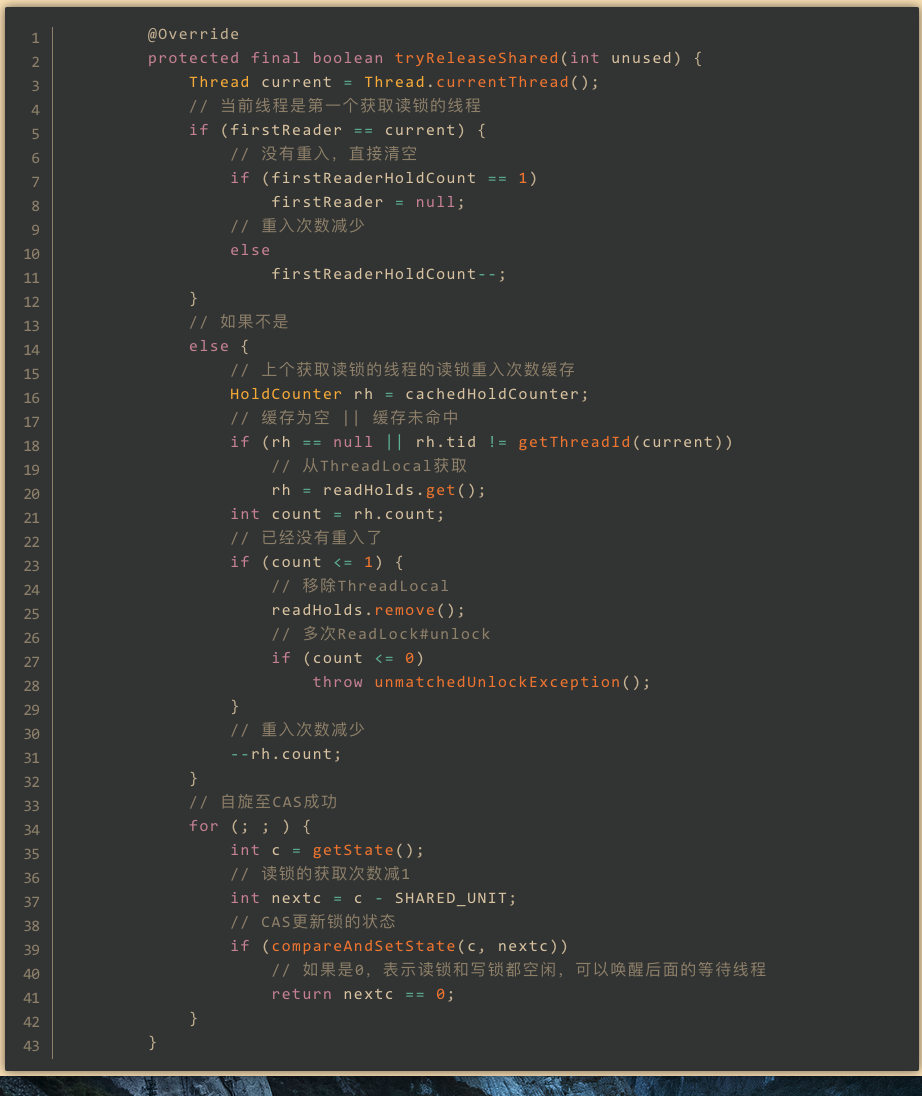 1 @Override
2 protected final boolean tryReleaseShared(int unused) {
3 Thread current = Thread.currentThread();
4 // 当前线程是第一个获取读锁的线程
5 if (firstReader == current) {
6 // 没有重入，直接清空
7 if (firstReaderHoldCount == 1)
8 firstReader = null;
9 // 重入次数减少
10 else
11 firstReaderHoldCount--;
12 }
13 // 如果不是
14 else {
15 // 上个获取读锁的线程的读锁重入次数缓存
16 HoldCounter rh = cachedHoldCounter;
17 // 缓存为空 || 缓存未命中
18 if (rh == null || rh.tid != getThreadId(current))
19 // 从ThreadLocal获取
20 rh = readHolds.get();
21 int count = rh.count;
22 // 已经没有重入了
23 if (count <= 1) {
24 // 移除ThreadLocal
25 readHolds.remove();
26 // 多次ReadLock#unlock
27 if (count <= 0)
28 throw unmatchedUnlockException();
29 }
30 // 重入次数减少
31 --rh.count;
32 }
33 // 自旋至CAS成功
34 for (; ; ) {
35 int c = getState();
36 // 读锁的获取次数减1
37 int nextc = c - SHARED_UNIT;
38 // CAS更新锁的状态
39 if (compareAndSetState(c, nextc))
40 // 如果是0，表示读锁和写锁都空闲，可以唤醒后面的等待线程
41 return nextc == 0;
42 }
43 }